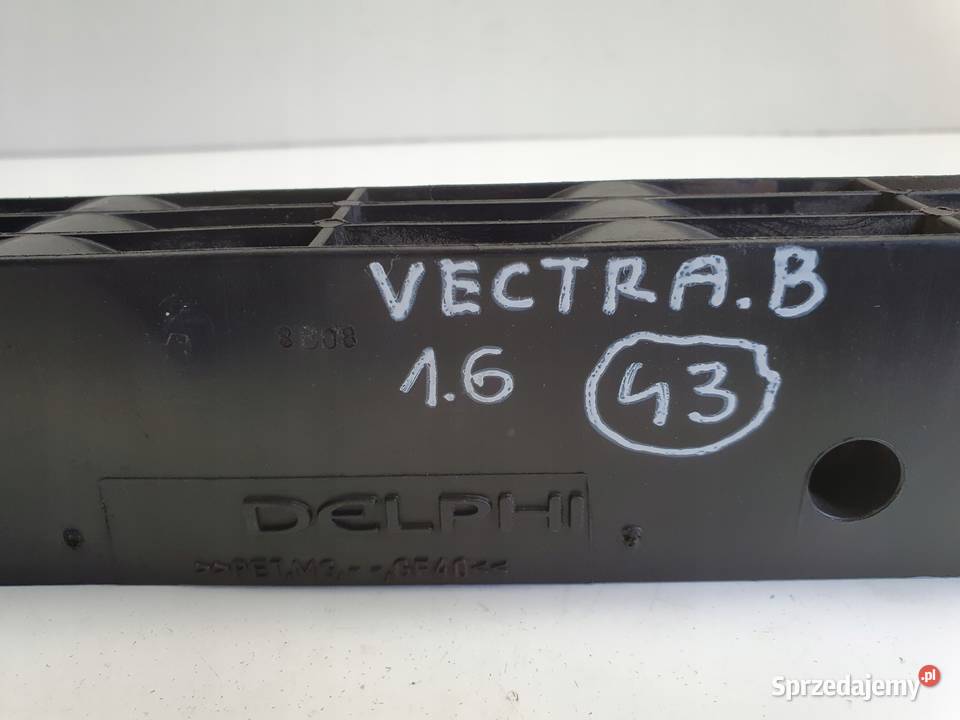 VECTRA.B
1.6 43
DELPHI
Sprzedajemy.pl